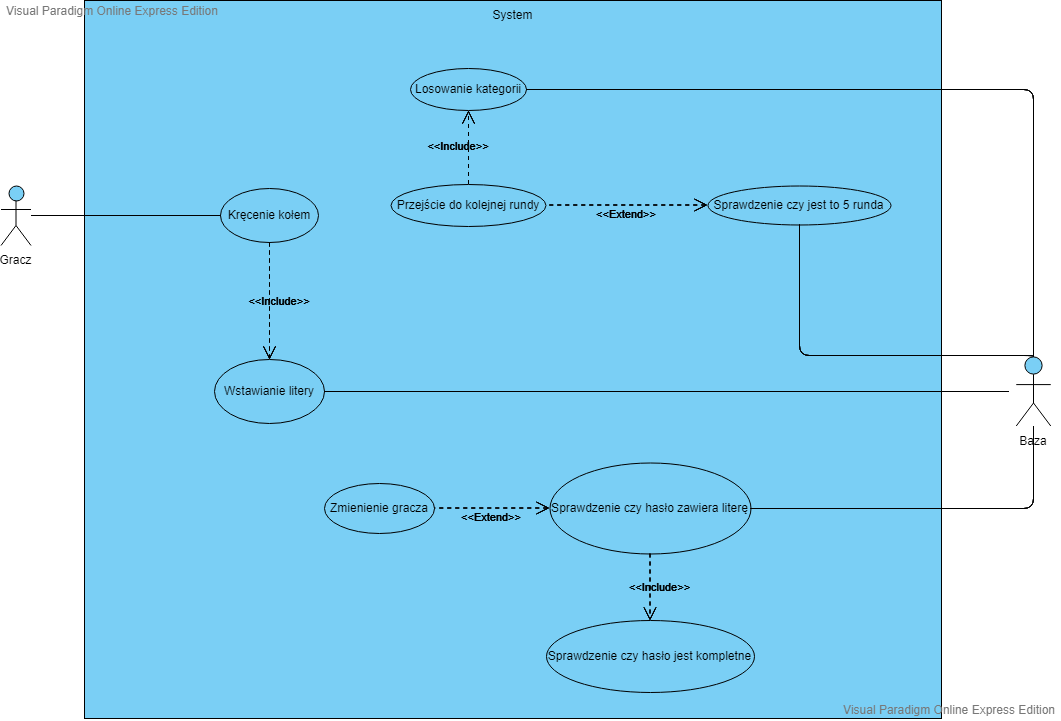 Visual Paradigm Online Express Edition
System
Losowanie kategorii
<<Include>>
Przejście do kolejnej rundy
<<Extend>>
Sprawdzenie czy jest to 5 runda
Kręcenie kołem
Gracz
<<Include>>
Wstawianie litery
Baza
Zmienienie gracza
<<Extend>>
Sprawdzenie czy hasło zawiera literę
<<Include>>
Sprawdzenie czy hasło jest kompletne
Visual Paradigm Online Express Edition